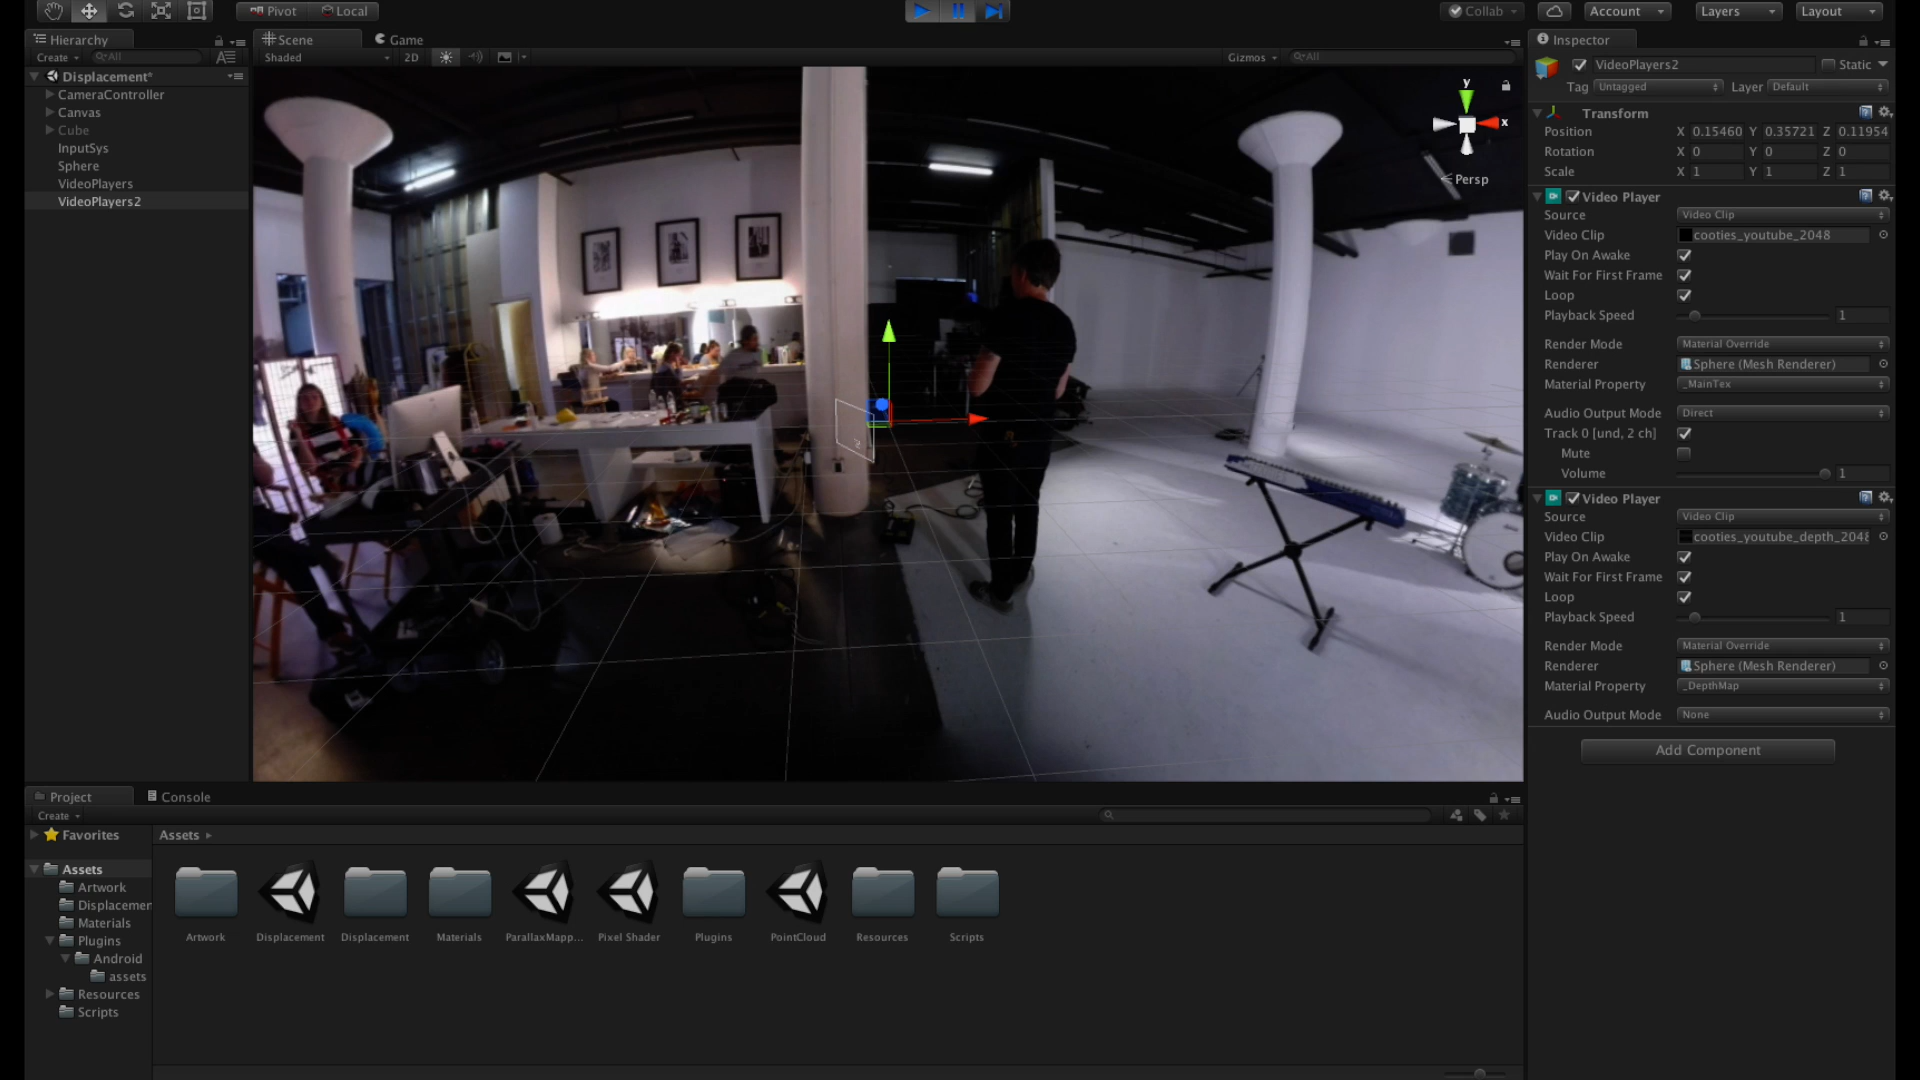 Pivot Local Collab Account Layers Layout
Hierarchy
Create All
Displacement*
CameraController
Canvas
Cube
InputSys
Sphere
VideoPlayers
VideoPlayers2
Scene Game
Shaded 2D Gizmos All
y
x
Persp
Inspector
VideoPlayers2 Static
Tag Untagged Layer Default
Transform
Position X 0.15460 Y 0.35721 Z 0.11954
Rotation X 0 Y 0 Z 0
Scale X 1 Y 1 Z 1
Video Player
Source Video Clip
Video Clip cooties_youtube_2048
Play On Awake
Wait For First Frame
Loop
Playback Speed 1
Render Mode Material Override
Renderer Sphere (Mesh Renderer)
Material Property _MainTex
Audio Output Mode Direct
Track 0 [und, 2 ch]
Mute
Volume 1
Video Player
Source Video Clip
Video Clip cooties_youtube_depth_2048
Play On Awake
Wait For First Frame
Loop
Playback Speed 1
Render Mode Material Override
Renderer Sphere (Mesh Renderer)
Material Property _DepthMap
Audio Output Mode None
Add Component
Project Console
Create
Favorites
Assets
Artwork
Displacemen
Materials
Plugins
Android
assets
Resources
Scripts
Assets
Artwork Displacement Displacement Materials ParallaxMapp... Pixel Shader Plugins PointCloud Resources Scripts